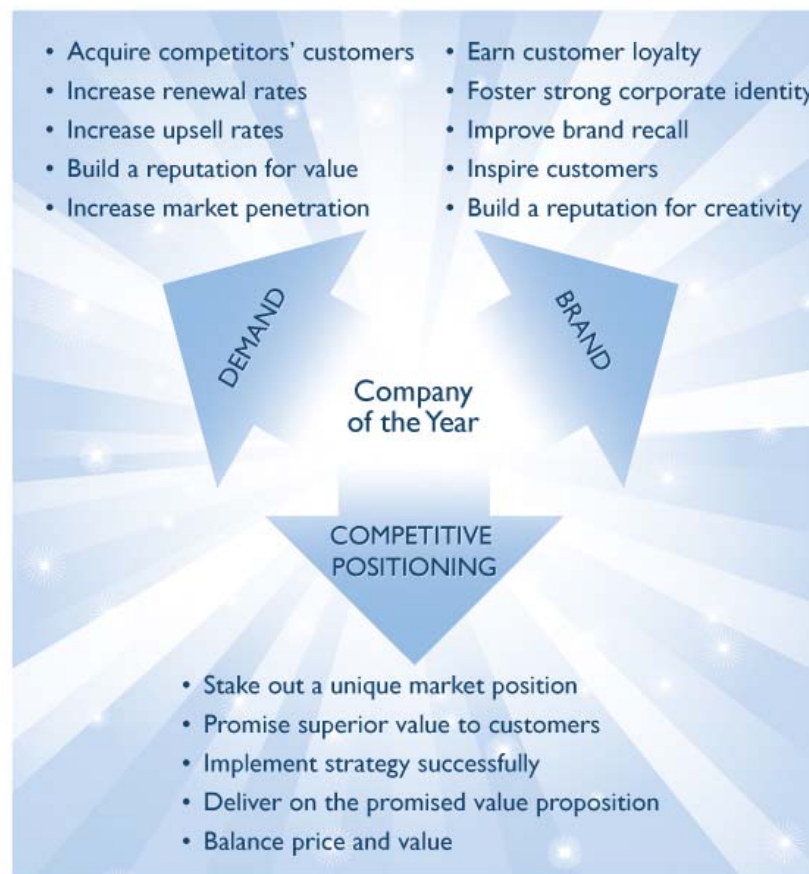 • Acquire competitors’ customers
• Increase renewal rates
• Increase upsell rates
• Build a reputation for value
• Increase market penetration
• Earn customer loyalty
• Foster strong corporate identity
• Improve brand recall
• Inspire customers
• Build a reputation for creativity
DEMAND
BRAND
Company
of the Year
COMPETITIVE
POSITIONING
• Stake out a unique market position
• Promise superior value to customers
• Implement strategy successfully
• Deliver on the promised value proposition
• Balance price and value